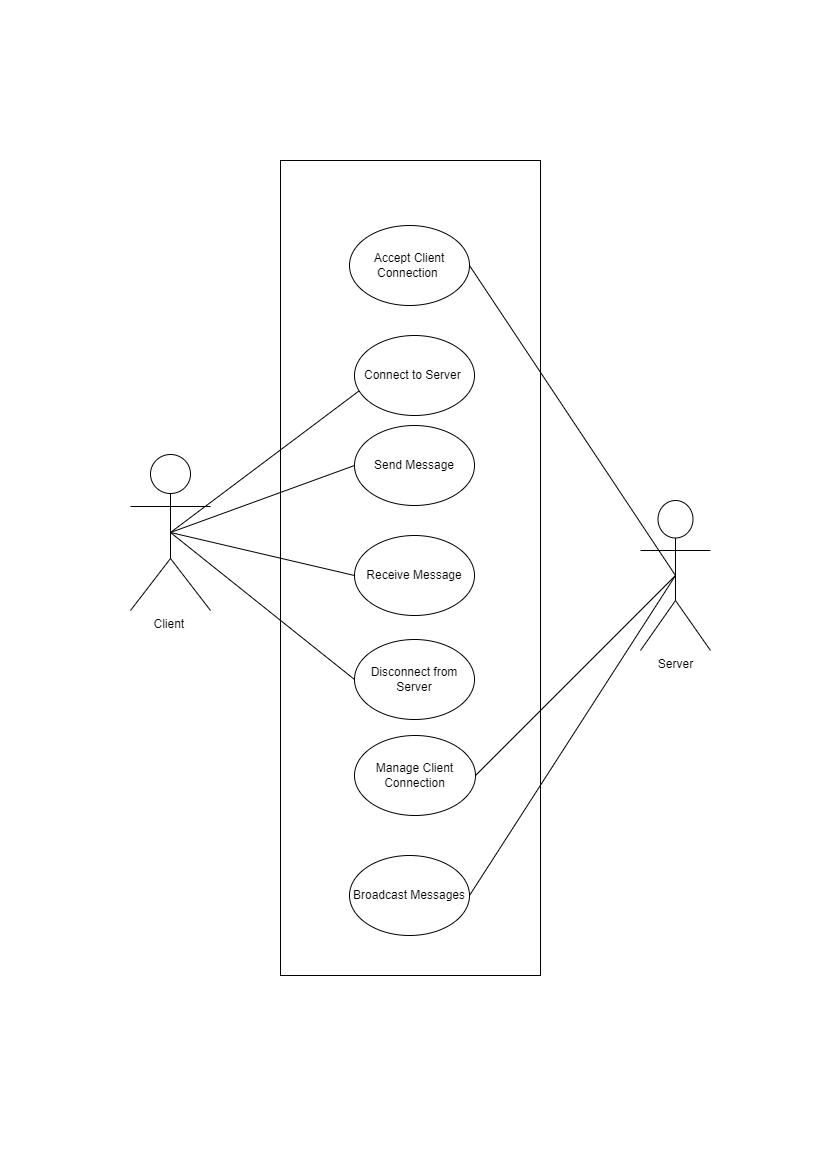 Accept Client
Connection
Connect to Server
Send Message
Receive Message
Client
Disconnect from
Server
Server
Manage Client
Connection
Broadcast Messages